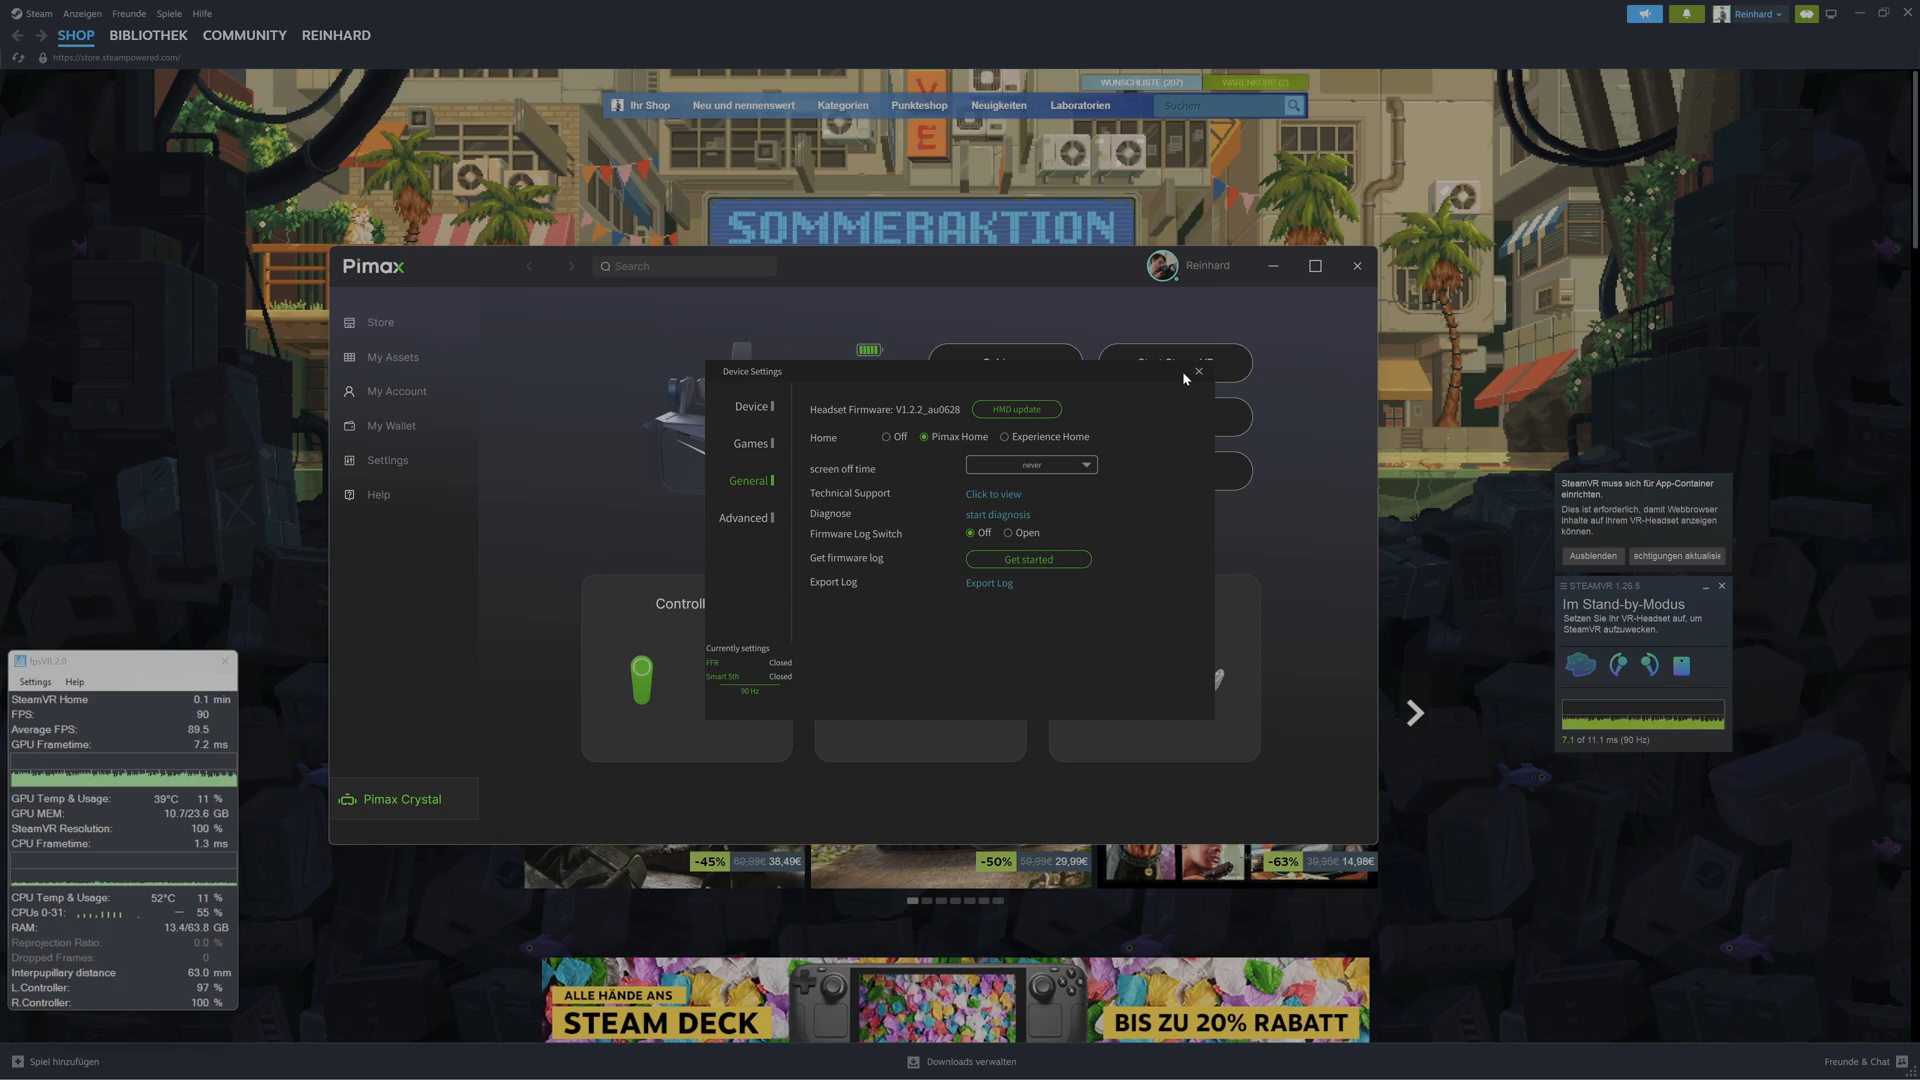 Steam Anzeigen Freunde Spiele Hilfe
Reinhard
SHOP BIBLIOTHEK COMMUNITY REINHARD
https://store.steampowered.com/
WUNSCHLISTE (207) WARENKORB (2)
Ihr Shop Neu und nennenswert Kategorien Punkteshop Neuigkeiten Laboratorien Suchen
V
E
SOMMERAKTION
Pimax Search Reinhard
Store
My Assets
My Account
My Wallet
Settings
Help
Pimax Crystal
Device Settings
Device
Games
General
Advanced
Headset Firmware: V1.2.2_au0628 HMD update
Home Off Pimax Home Experience Home
screen off time never
Technical Support Click to view
Diagnose start diagnosis
Firmware Log Switch Off Open
Get firmware log Get started
Export Log Export Log
Currently settings
FFR Closed
Smart Sth Closed
90 Hz
Controll
SteamVR muss sich für App-Container
einrichten.
Dies ist erforderlich, damit Webbrowser
Inhalte auf Ihrem VR-Headset anzeigen
können.
Ausblenden schtigungen aktualisie
STEAMVR 1.26.5
Im Stand-by-Modus
Setzen Sie Ihr VR-Headset auf, um
SteamVR aufzuwecken.
7.1 of 11.1 ms (90 Hz)
fpsVR 2.0
Settings Help
SteamVR Home 0.1 min
FPS: 90
Average FPS: 89.5
GPU Frametime: 7.2 ms
GPU Temp & Usage: 39°C 11 %
GPU MEM: 10.7/23.6 GB
SteamVR Resolution: 100 %
CPU Frametime: 1.3 ms
CPU Temp & Usage: 52°C 11 %
CPUs 0-31: 55 %
RAM: 13.4/63.8 GB
Reprojection Ratio: 0.0 %
Dropped Frames: 0
Interpupillary distance 63.0 mm
L.Controller: 97 %
R.Controller: 100 %
-45% 69,99€ 38,49€
-50% 59,99€ 29,99€
-63% 39,98€ 14,98€
ALLE HÄNDE ANS
STEAM DECK
BIS ZU 20% RABATT
Spiel hinzufügen Downloads verwalten Freunde & Chat